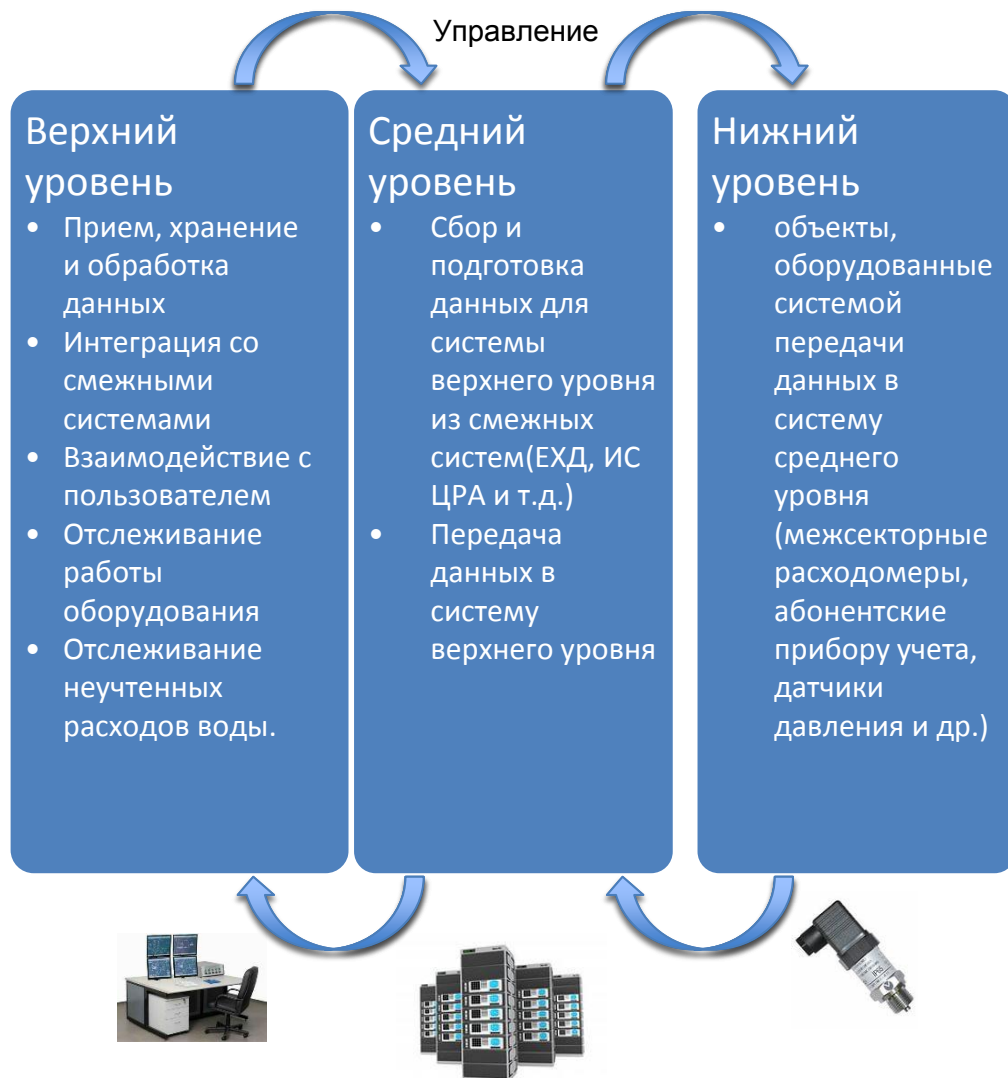 Управление
Верхний
уровень
• Прием, хранение
и обработка
данных
• Интеграция со
смежными
системами
• Взаимодействие с
пользователем
• Отслеживание
работы
оборудования
• Отслеживание
неучтенных
расходов воды.
Средний
уровень
• Сбор и
подготовка
данных для
системы
верхнего уровня
из смежных
систем(ЕХД, ИС
ЦРА и т.д.)
• Передача
данных в
систему
верхнего уровня
Нижний
уровень
• объекты,
оборудованные
системой
передачи
данных в
систему
среднего
уровня
(межсекторные
расходомеры,
абонентские
прибору учета,
датчики
давления и др.)
IP65